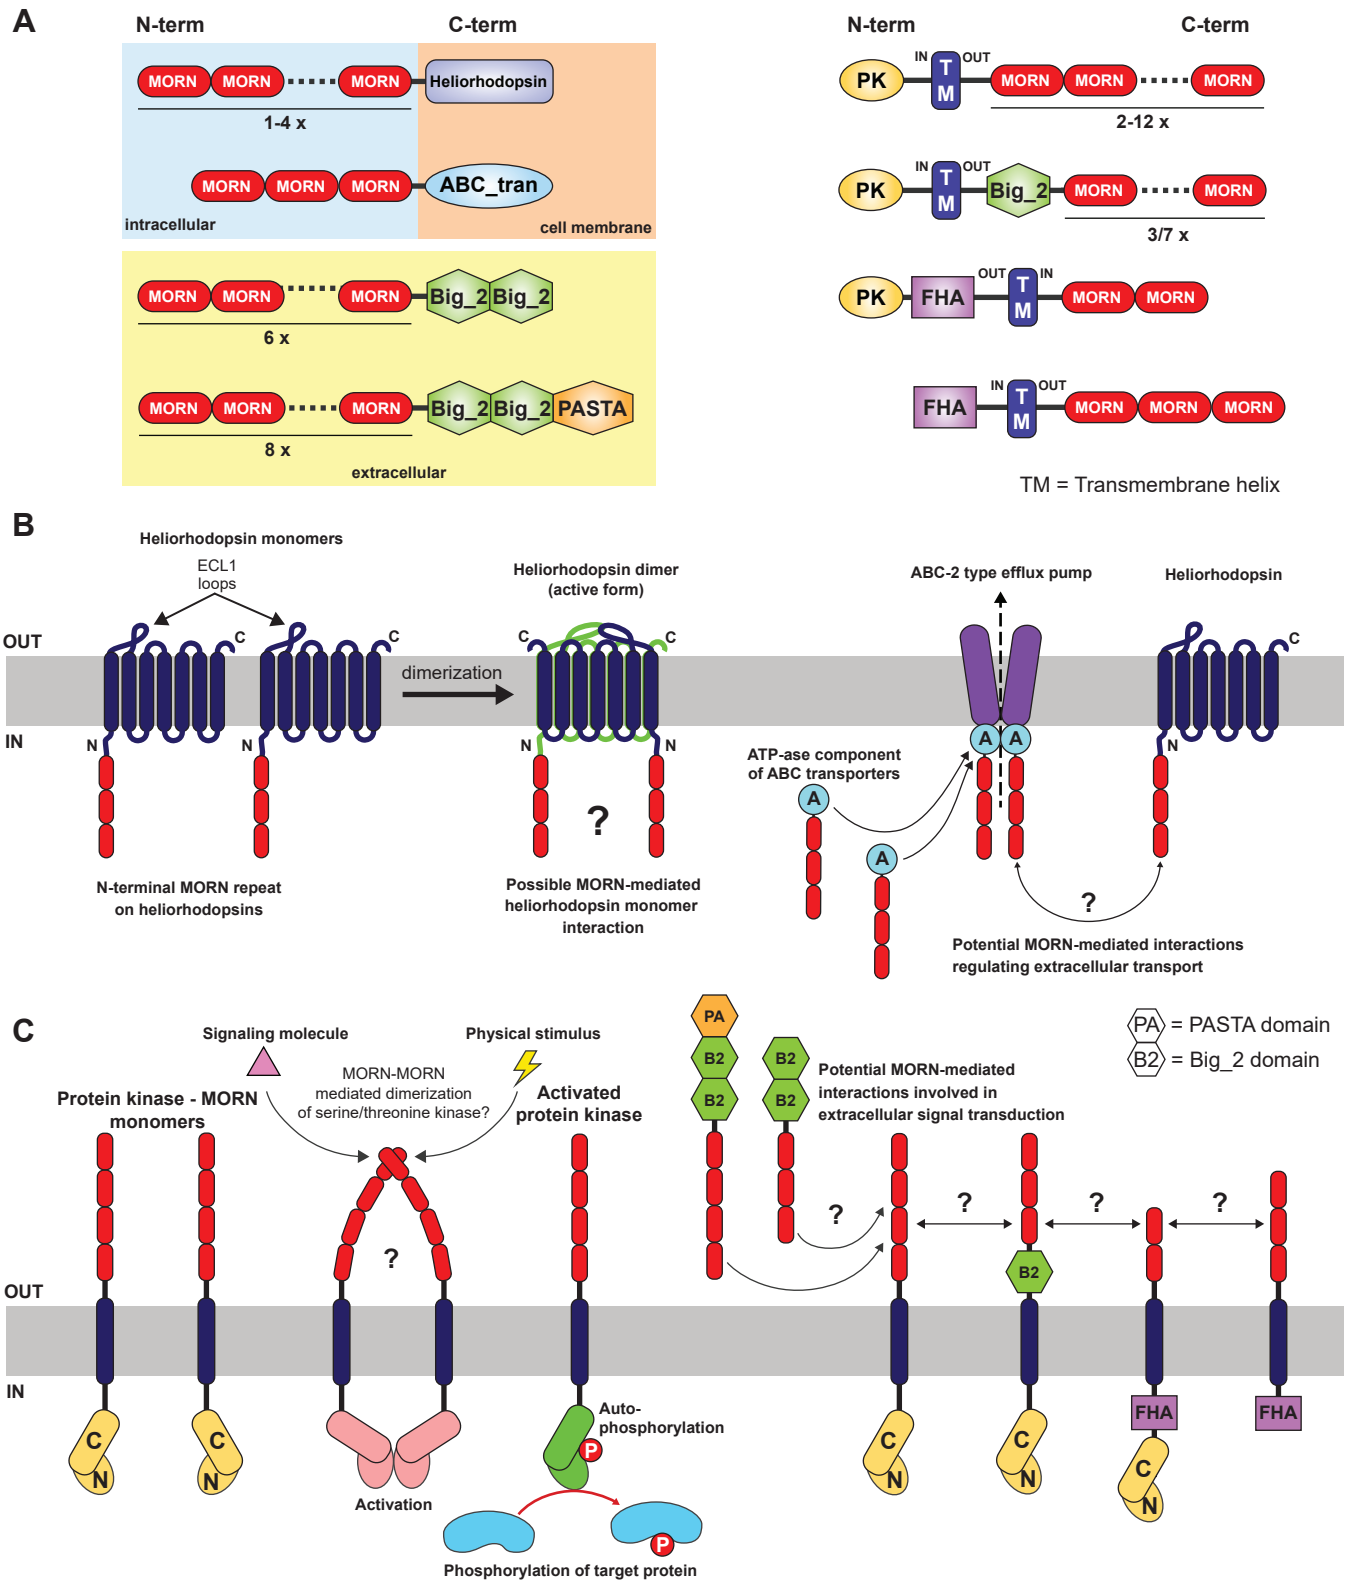 A
N-term
C-term
MORN MORN MORN Heliorhodopsin
1-4 x
MORN MORN MORN ABC_tran
intracellular
cell membrane
MORN MORN MORN Big_2 Big_2
6 x
MORN MORN MORN Big_2 Big_2 PASTA
8 x
extracellular
N-term
C-term
PK IN TM OUT MORN MORN MORN
2-12 x
PK IN TM OUT Big_2 MORN MORN
3/7 x
PK FHA OUT TM IN MORN MORN
FHA IN TM OUT MORN MORN MORN
TM = Transmembrane helix
B
Heliorhodopsin monomers
ECL1
loops
OUT
IN
C
C
N
N
dimerization
N-terminal MORN repeat
on heliorhodopsins
Heliorhodopsin dimer
(active form)
C
C
N
N
?
Possible MORN-mediated
heliorhodopsin monomer
interaction
ABC-2 type efflux pump
Heliorhodopsin
C
N
A A
ATP-ase component
of ABC transporters
A
A
?
Potential MORN-mediated interactions
regulating extracellular transport
C
Signaling molecule
Physical stimulus
MORN-MORN
mediated dimerization
of serine/threonine kinase?
Protein kinase - MORN
monomers
Activated
protein kinase
?
OUT
IN
C
N
C
N
Activation
Auto-
phosphorylation
P
P
Phosphorylation of target protein
PA
B2
B2
B2
B2
Potential MORN-mediated
interactions involved in
extracellular signal transduction
PA = PASTA domain
B2 = Big_2 domain
?
?
?
?
B2
FHA
FHA
C
N
C
N
C
N